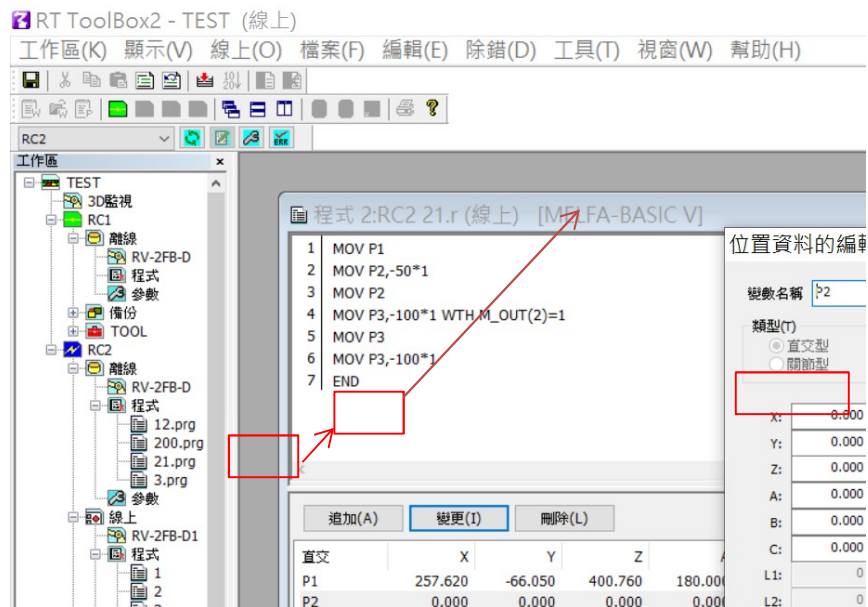 RT ToolBox2 - TEST (線上)
工作區(K) 顯示(V) 線上(O) 檔案(F) 編輯(E) 除錯(D) 工具(T) 視窗(W) 幫助(H)
RC2
工作區
TEST
3D監視
RC1
離線
RV-2FB-D
程式
參數
備份
TOOL
RC2
離線
RV-2FB-D
程式
12.prg
200.prg
21.prg
3.prg
參數
線上
RV-2FB-D1
程式
1
2
程式 2:RC2 21.r (線上) [MELFA-BASIC V]
1 MOV P1
2 MOV P2,-50*1
3 MOV P2
4 MOV P3,-100*1 WTH M_OUT(2)=1
5 MOV P3
6 MOV P3,-100*1
7 END
追加(A) 變更(I) 刪除(L)
直交 X Y Z
P1 257.620 -66.050 400.760 180.000
P2 0.000 0.000 0.000 0.000
位置資料的編輯
變數名稱 P2
類型(T)
直交型
關節型
X: 0.000
Y: 0.000
Z: 0.000
A: 0.000
B: 0.000
C: 0.000
L1: 0
L2: 0